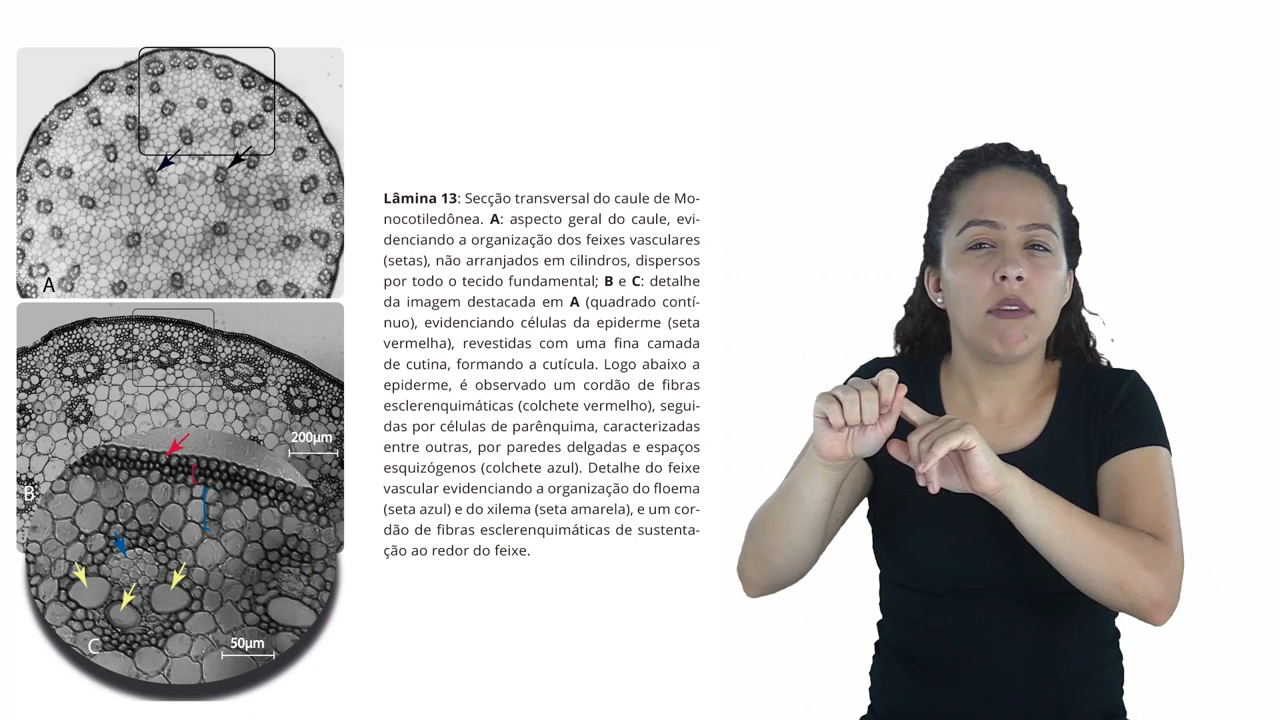 A
200µm
B
C
50µm
Lâmina 13: Secção transversal do caule de Mo-
nocotiledônea. A: aspecto geral do caule, evi-
denciando a organização dos feixes vasculares
(setas), não arranjados em cilindros, dispersos
por todo o tecido fundamental; B e C: detalhe
da imagem destacada em A (quadrado contí-
nuo), evidenciando células da epiderme (seta
vermelha), revestidas com uma fina camada
de cutina, formando a cutícula. Logo abaixo a
epiderme, é observado um cordão de fibras
esclerenquimáticas (colchete vermelho), segui-
das por células de parênquima, caracterizadas
entre outras, por paredes delgadas e espaços
esquizógenos (colchete azul). Detalhe do feixe
vascular evidenciando a organização do floema
(seta azul) e do xilema (seta amarela), e um cor-
dão de fibras esclerenquimáticas de sustenta-
ção ao redor do feixe.